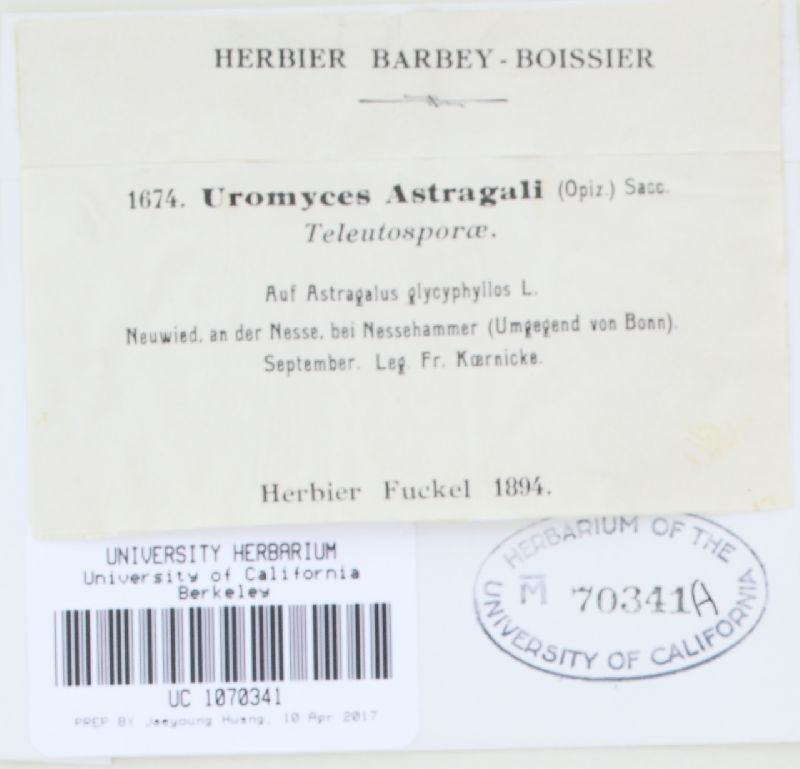 HERBIER BARBEY - BOISSIER
1674. Uromyces Astragali (Opiz.) Sacc.
Teleutosporæ.
Auf Astragalus glycyphyllos L.
Neuwied, an der Nesse, bei Nessehammer (Umgegend von Bonn).
September. Leg. Fr. Kœrnicke.
Herbier Fuckel 1894.
UNIVERSITY HERBARIUM
University of California
Berkeley
UC 1070341
PREP BY Jaeyoung Huang, 10 Apr 2017
HERBARIUM OF THE
M 70341A
UNIVERSITY OF CALIFORNIA